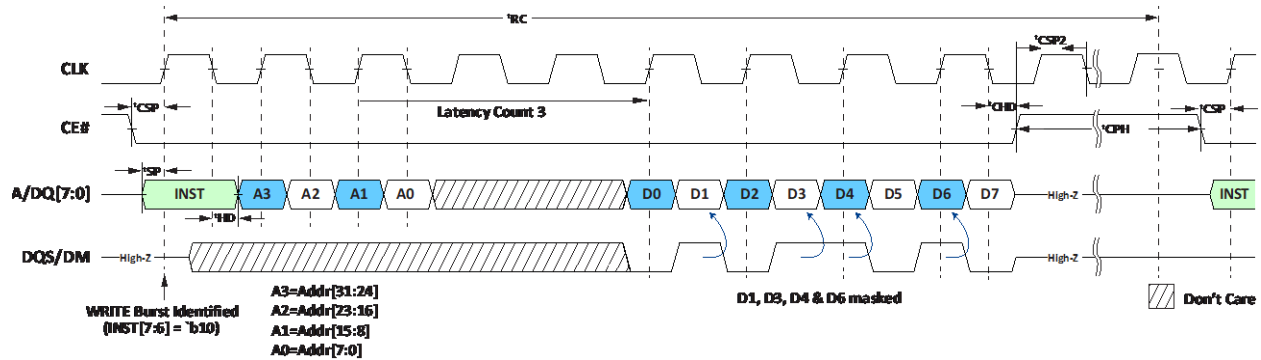 tRC
CLK
tCSP2
tCSP
Latency Count 3
tCHD
tCSP
CE#
tCPH
tSP
A/DQ[7:0]
INST A3 A2 A1 A0 D0 D1 D2 D3 D4 D5 D6 D7 High-Z INST
tHD
DQS/DM
High-Z
High-Z
WRITE Burst Identified
(INST[7:6] = `b10)
A3=Addr[31:24]
A2=Addr[23:16]
A1=Addr[15:8]
A0=Addr[7:0]
D1, D3, D4 & D6 masked
Don't Care